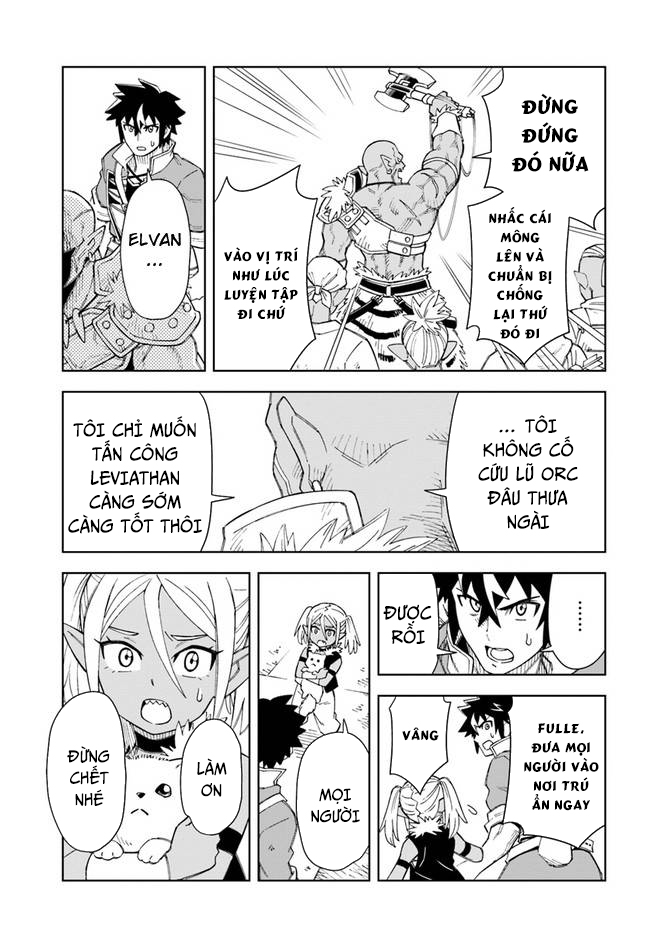 ĐỪNG
ĐỨNG
ĐÓ NỮA
NHẤC CÁI
MÔNG
LÊN VÀ
CHUẨN BỊ
CHỐNG
LẠI THỨ
ĐÓ ĐI
VÀO VỊ TRÍ
NHƯ LÚC
LUYỆN TẬP
ĐI CHỨ
ELVAN
...
... TÔI
KHÔNG CỐ
CỨU LŨ ORC
ĐÂU THƯA
NGÀI
TÔI CHỈ MUỐN
TẤN CÔNG
LEVIATHAN
CÀNG SỚM
CÀNG TỐT THÔI
......
ĐƯỢC
RỒI
FULLE,
ĐƯA MỌI
NGƯỜI VÀO
NƠI TRÚ
ẨN NGAY
VÂNG
MỌI
NGƯỜI
LÀM
ƠN
ĐỪNG
CHẾT
NHÉ